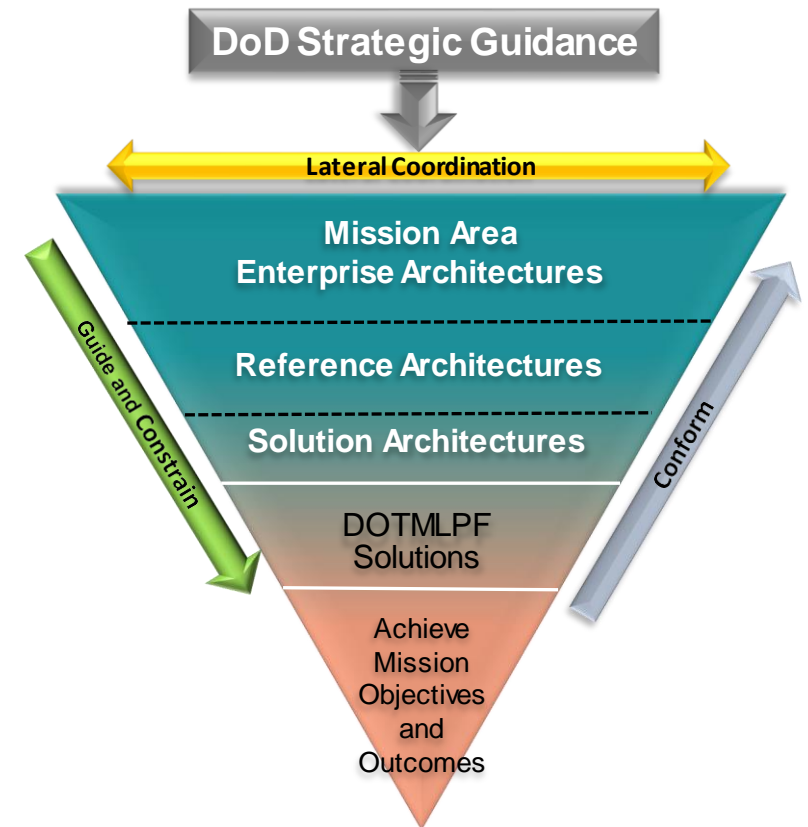 DoD Strategic Guidance
Lateral Coordination
Mission Area
Enterprise Architectures
Guide and Constrain
Reference Architectures
Conform
Solution Architectures
DOTMLPF
Solutions
Achieve
Mission
Objectives
and
Outcomes